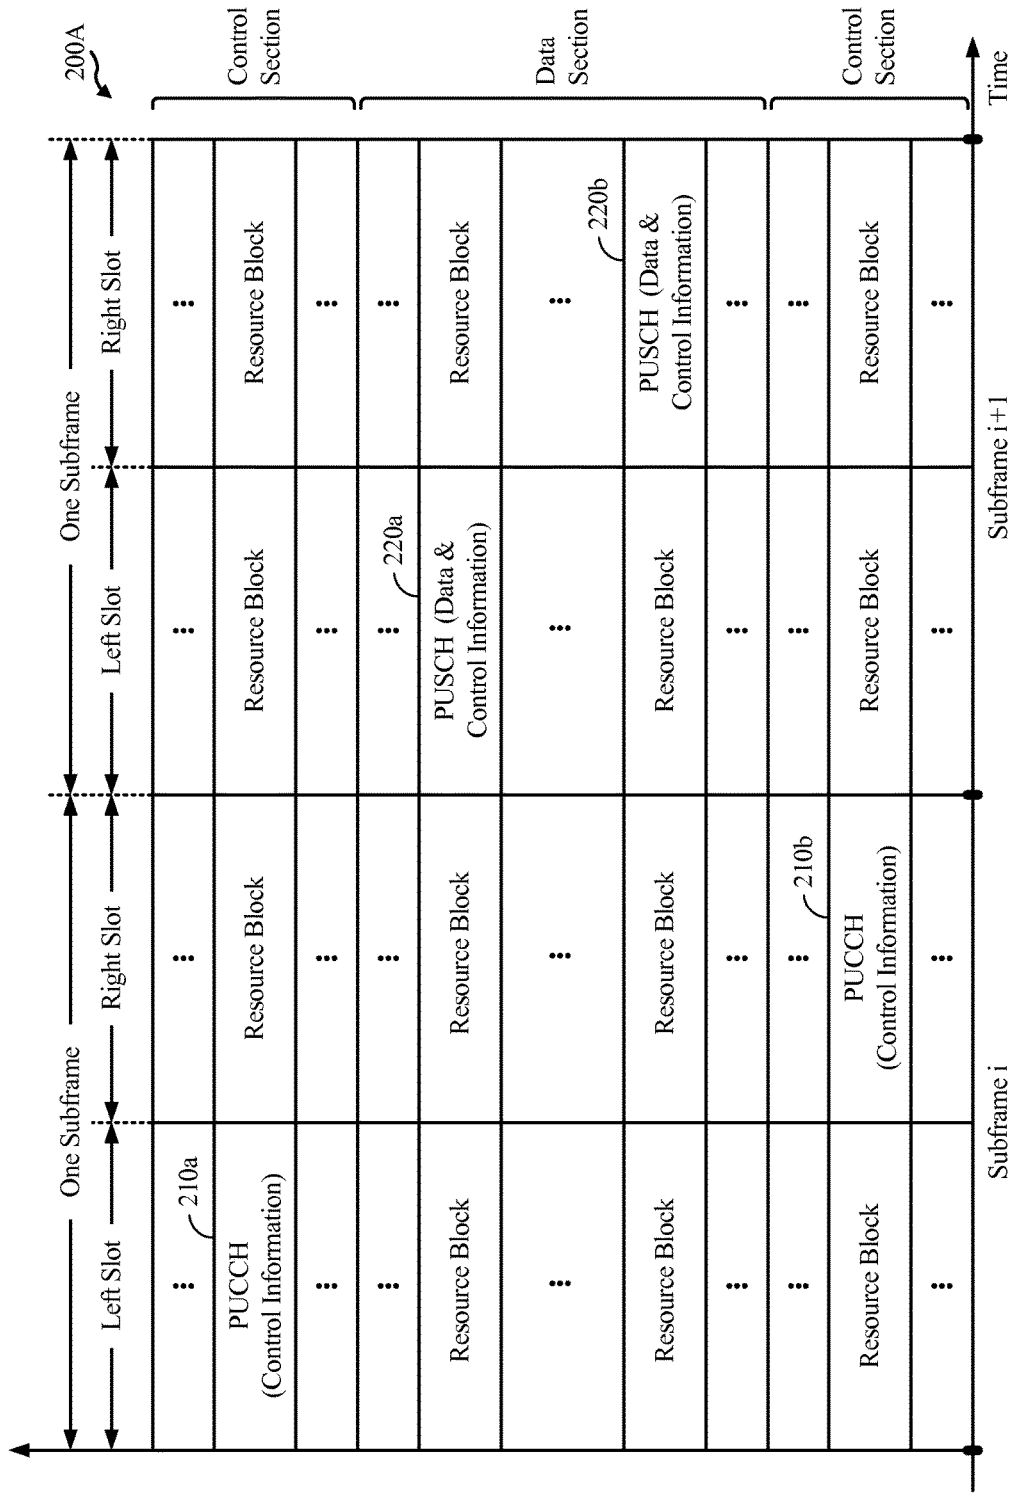 200A
One Subframe
One Subframe
Left Slot
Right Slot
Left Slot
Right Slot
210a
PUCCH
(Control Information)
Resource Block
Resource Block
Resource Block
Control
Section
220a
Resource Block
Resource Block
PUSCH (Data &
Control Information)
Resource Block
Data
Section
220b
Resource Block
Resource Block
Resource Block
PUSCH (Data &
Control Information)
210b
Resource Block
PUCCH
(Control Information)
Resource Block
Resource Block
Control
Section
Subframe i
Subframe i+1
Time